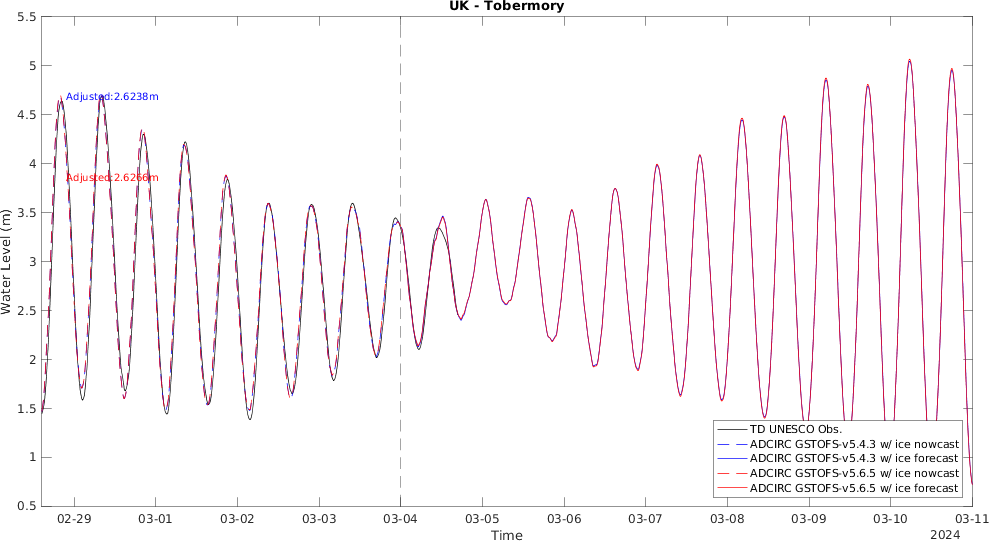 UK - Tobermory
Water Level (m)
5.5
5
4.5
4
3.5
3
2.5
2
1.5
1
0.5
Adjusted:2.6238m
Adjusted:2.6266m
TD UNESCO Obs.
ADCIRC GSTOFS-v5.4.3 w/ ice nowcast
ADCIRC GSTOFS-v5.4.3 w/ ice forecast
ADCIRC GSTOFS-v5.6.5 w/ ice nowcast
ADCIRC GSTOFS-v5.6.5 w/ ice forecast
02-29 03-01 03-02 03-03 03-04 03-05 03-06 03-07 03-08 03-09 03-10 03-11
Time
2024